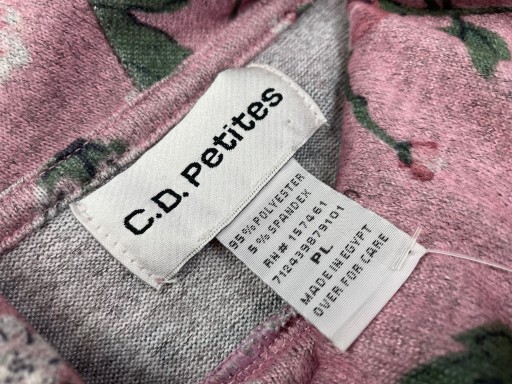 C.D. Petites
95% POLYESTER
5% SPANDEX
RN# 157461
712439879101
PL
MADE IN EGYPT
OVER FOR CARE